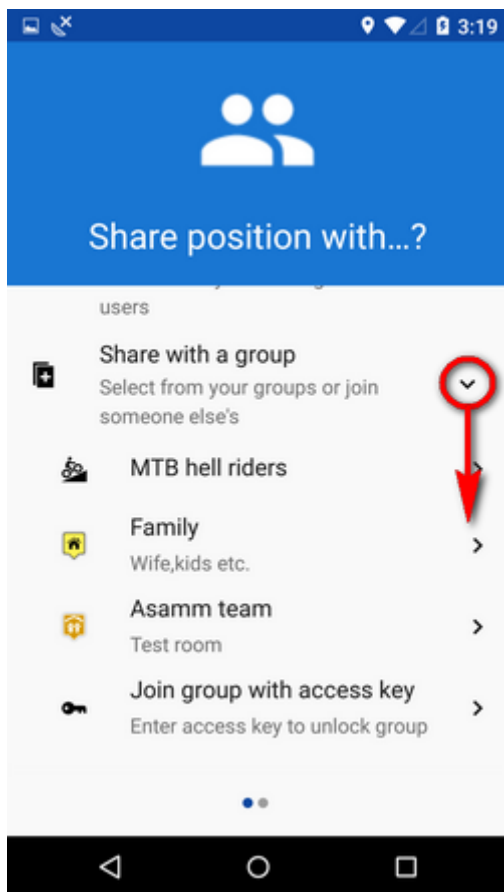 3:19
Share position with...?
users
Share with a group
Select from your groups or join
someone else's
MTB hell riders
Family
Wife,kids etc.
Asamm team
Test room
Join group with access key
Enter access key to unlock group